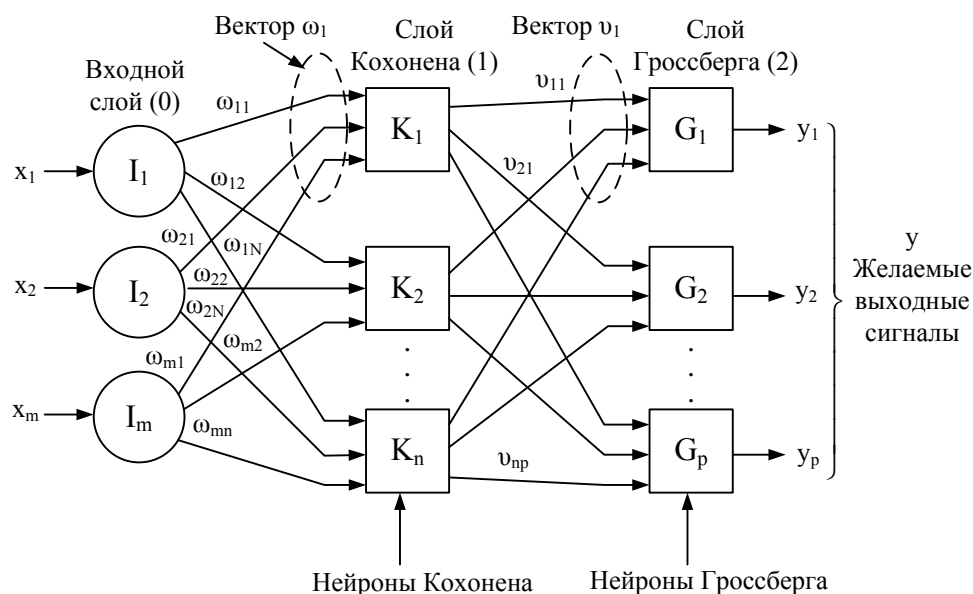 Вектор ω1
Слой
Кохонена (1)
Вектор υ1
Слой
Гроссберга (2)
Входной
слой (0)
ω11
υ11
K1
G1
y1
x1
I1
ω12
υ21
ω21
ω1N
y
Желаемые
выходные
сигналы
x2
I2
ω22
K2
G2
y2
ω2N
ωm2
ωm1
xm
Im
ωmn
Kn
υnp
Gp
yp
Нейроны Кохонена
Нейроны Гроссберга